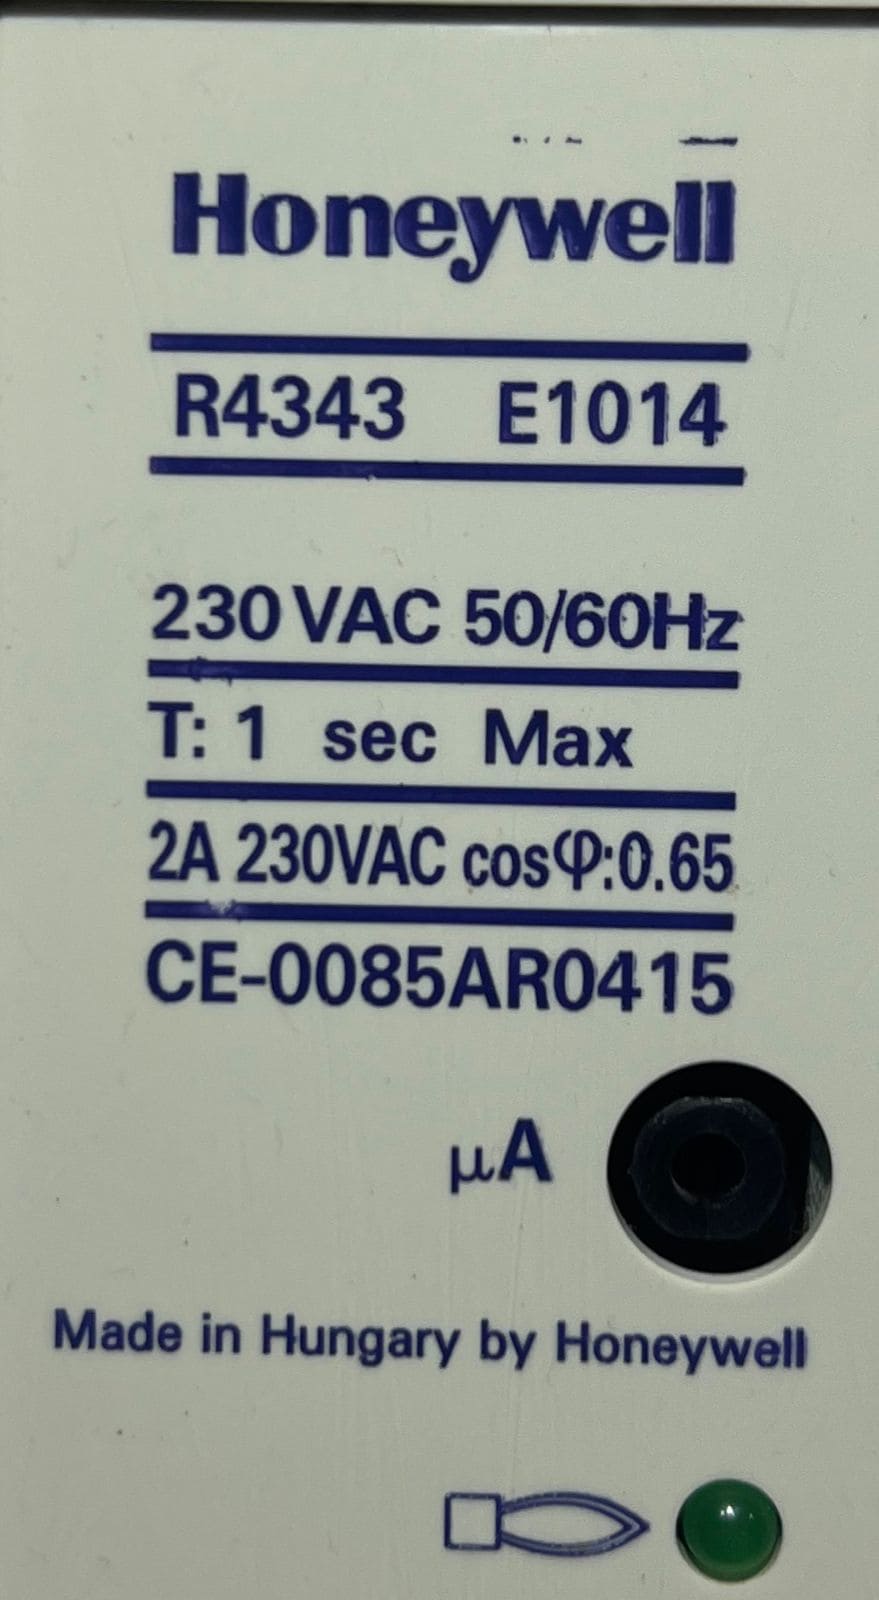 Honeywell
R4343 E1014
230 VAC 50/60Hz
T: 1 sec Max
2A 230VAC cosφ:0.65
CE-0085AR0415
μA
Made in Hungary by Honeywell